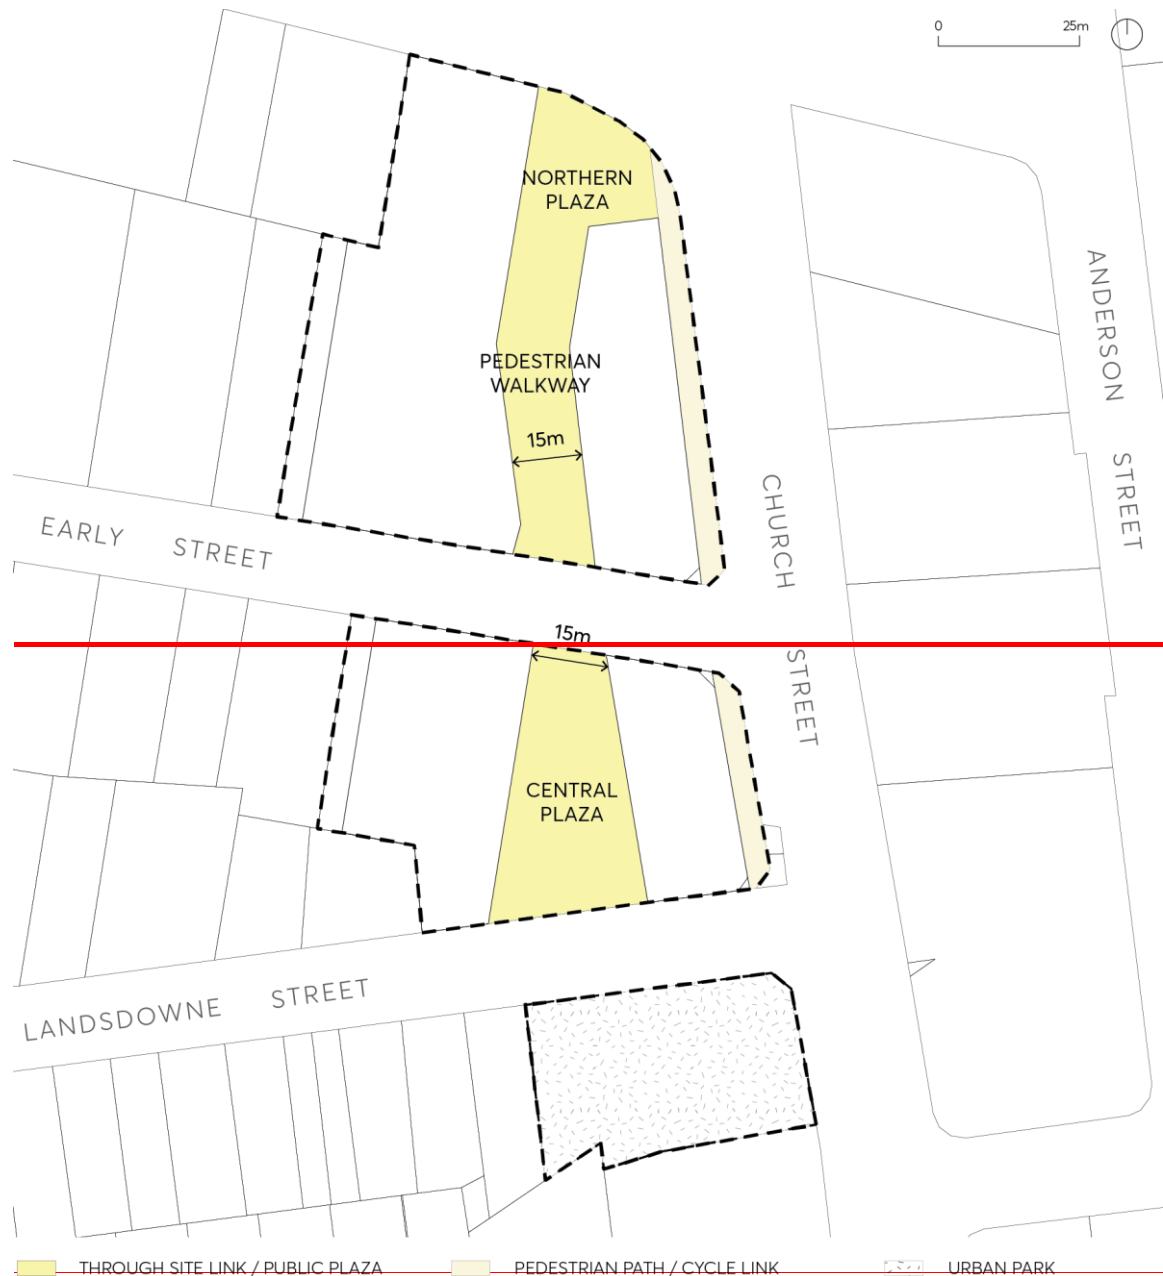 0 25m
NORTHERN
PLAZA
ANDERSON STREET
PEDESTRIAN
WALKWAY
15m
CHURCH STREET
EARLY STREET
15m
CENTRAL
PLAZA
LANDSDOWNE STREET
THROUGH SITE LINK / PUBLIC PLAZA
PEDESTRIAN PATH / CYCLE LINK
URBAN PARK